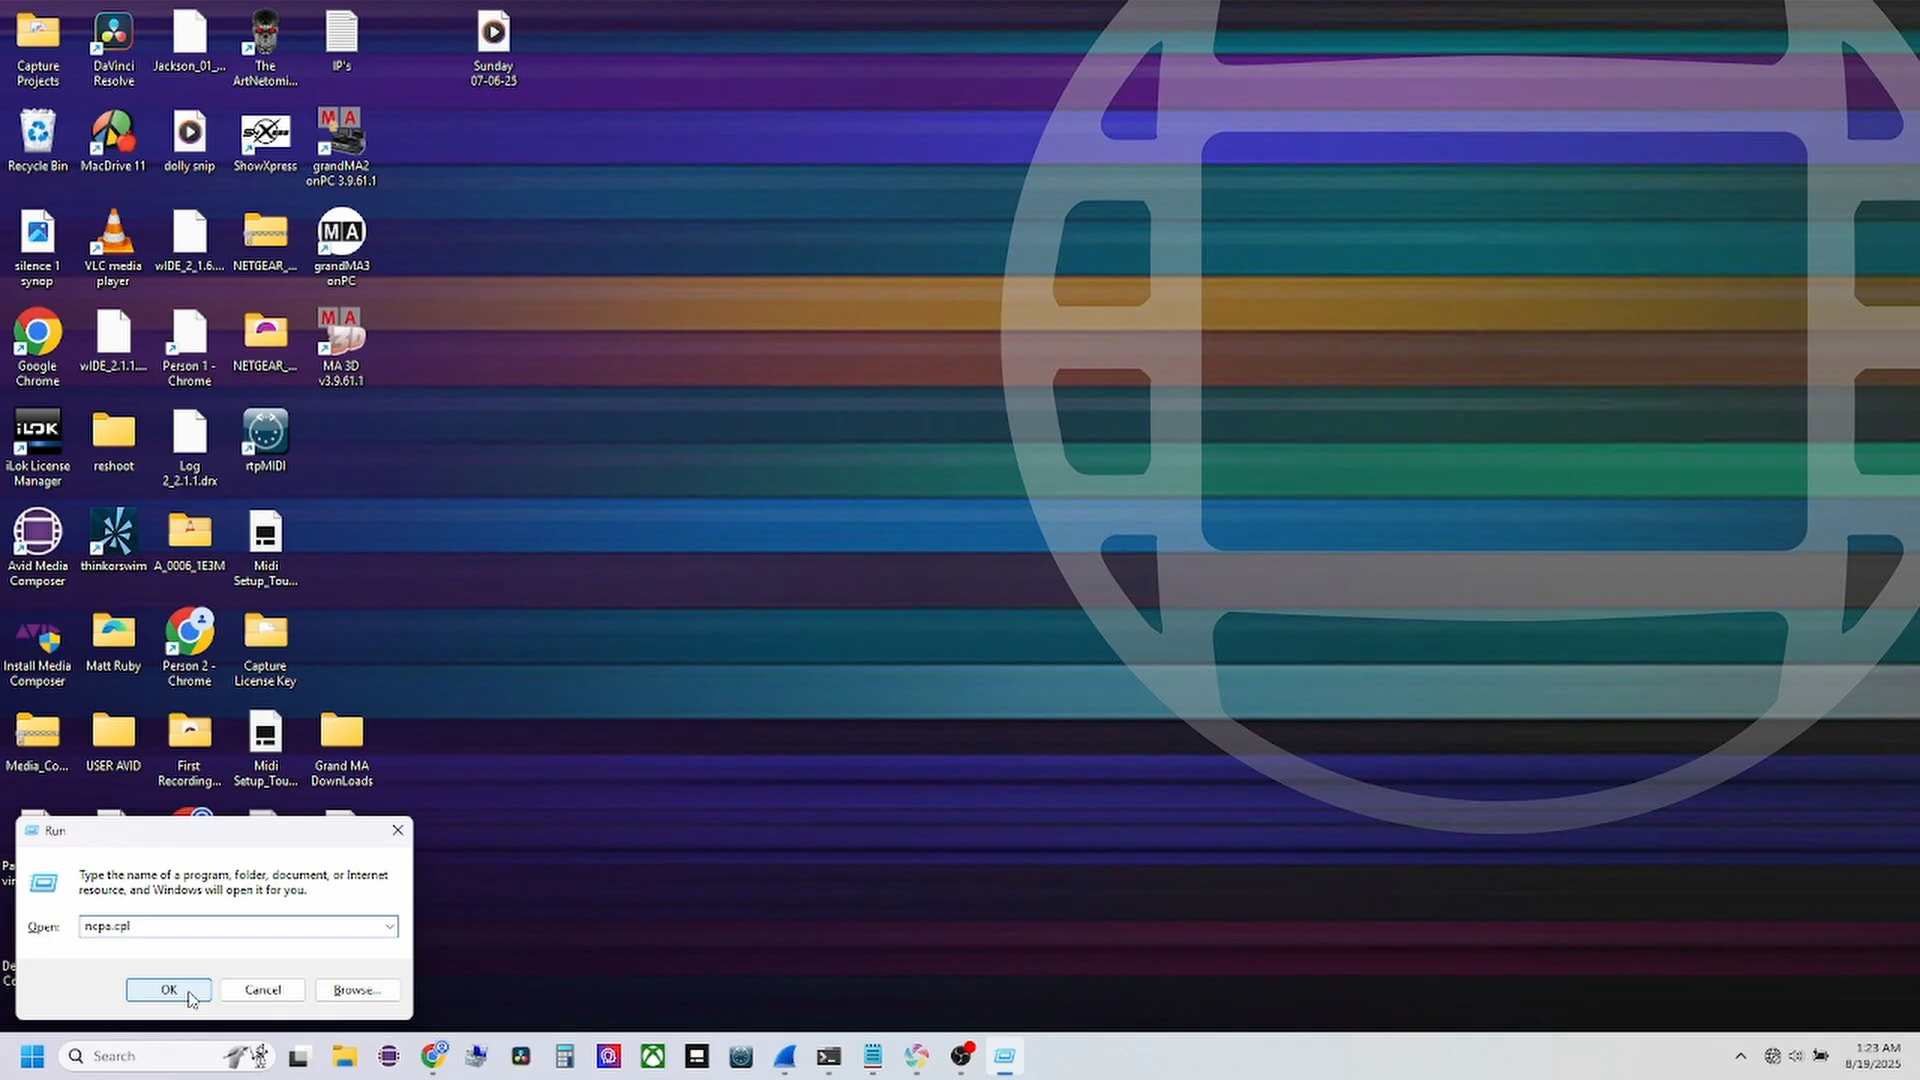 Capture
Projects
DaVinci
Resolve
Jackson_01_...
The
ArtNetomi...
IP's
Sunday
07-06-25
Recycle Bin
MacDrive 11
dolly snip
ShowXpress
MA
grandMA2
onPC 3.9.61.1
silence 1
synop
VLC media
player
wIDE_2_1.6....
NETGEAR_...
MA
grandMA3
onPC
Google
Chrome
wIDE_2.1.1....
Person 1 -
Chrome
NETGEAR_...
MA
3D
MA 3D
v3.9.61.1
iLOK
iLok License
Manager
reshoot
Log
2_2.1.1.drx
rtpMIDI
Avid Media
Composer
thinkorswim
A_0006_1E3M
Midi
Setup_Tou...
AVID
Install Media
Composer
Matt Ruby
Person 2 -
Chrome
Capture
License Key
Media_Co...
USER AVID
First
Recording...
Midi
Setup_Tou...
Grand MA
DownLoads
Run
Type the name of a program, folder, document, or Internet
resource, and Windows will open it for you.
Open:
ncpa.cpl
OK
Cancel
Browse...
Search
1:23 AM
8/19/2025